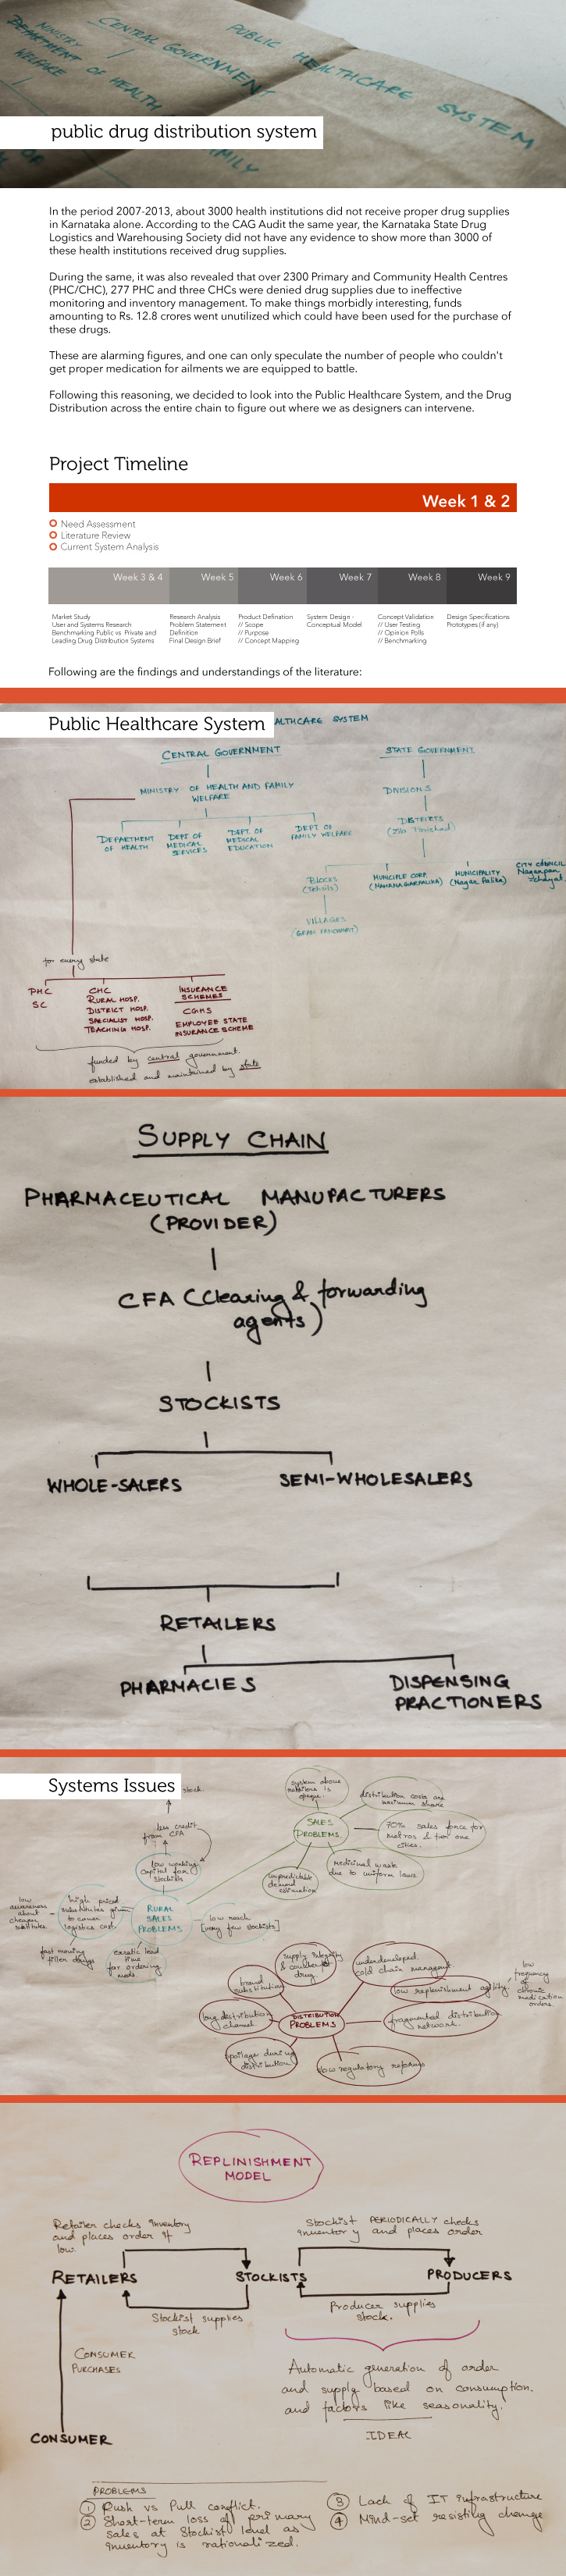 MINISTRY
DEPARTMENT OF HEALTH
WELFARE
CENTRAL GOVERNMENT
PUBLIC HEALTHCARE SYSTEM
OF
FAMILY
public drug distribution system
In the period 2007-2013, about 3000 health institutions did not receive proper drug supplies
in Karnataka alone. According to the CAG Audit the same year, the Karnataka State Drug
Logistics and Warehousing Society did not have any evidence to show more than 3000 of
these health institutions received drug supplies.
During the same, it was also revealed that over 2300 Primary and Community Health Centres
(PHC/CHC), 277 PHC and three CHCs were denied drug supplies due to ineffective
monitoring and inventory management. To make things morbidly interesting, funds
amounting to Rs. 12.8 crores went unutilized which could have been used for the purchase of
these drugs.
These are alarming figures, and one can only speculate the number of people who couldn't
get proper medication for ailments we are equipped to battle.
Following this reasoning, we decided to look into the Public Healthcare System, and the Drug
Distribution across the entire chain to figure out where we as designers can intervene.
Project Timeline
Week 1 & 2
Need Assessment
Literature Review
Current System Analysis
Week 3 & 4
Week 5
Week 6
Week 7
Week 8
Week 9
Market Study
User and Systems Research
Benchmarking Public vs. Private and
Leading Drug Distribution Systems
Research Analysis
Problem Statement
Definition
Final Design Brief
Product Defination
// Scope
// Purpose
// Concept Mapping
System Design -
Conceptual Model
Concept Validation
// User Testing
// Opinion Polls
// Benchmarking
Design Specifications
Prototypes (if any)
Following are the findings and understandings of the literature:
Public Healthcare System
ALTHCARE SYSTEM
CENTRAL GOVERNMENT
MINISTRY OF HEALTH AND FAMILY
WELFARE
DEPARTMENT
OF HEALTH
DEPT OF
MEDICAL
SERVICES
DEPT. OF
MEDICAL
EDUCATION
DEPT OF
FAMILY WELFARE
STATE GOVERNMENT
DIVISIONS
DISTRICTS
(Zila Parishad)
BLOCKS
(Tehsils)
MUNICIPLE CORP.
(MAHANAGARPALIKA)
MUNICIPALITY
(Nagar Palika)
CITY COUNCIL
VILLAGES
(GRAM PANCHAYAT)
for every state
PHC
SC
CHC
RURAL HOSP.
DISTRICT HOSP.
SPECIALIST HOSP.
TEACHING HOSP.
INSURANCE
SCHEMES
CGHS
EMPLOYEE STATE
INSURANCE SCHEME
funded by central government.
established and maintained by state
SUPPLY CHAIN
PHARMACEUTICAL MANUFACTURERS
(PROVIDER)
CFA (Clearing & forwarding
agents)
STOCKISTS
WHOLE-SALERS
SEMI-WHOLESALERS
RETAILERS
PHARMACIES
DISPENSING
PRACTIONERS
Systems Issues
stock.
less credit
from CFA
low working
capital for
stockists
low
awareness
about
cheaper
substitutes
high priced
substitutes given
to cover
logistics cost.
RURAL
SALES
PROBLEMS
low reach
[very few stockists]
fast moving
filler drugs
erratic lead
time
for ordering
meds.
system above
retailers is
opaque.
SALES
PROBLEMS
distribution costs are
maximum share
70% sales force for
metros & tier one
cities.
medicinal waste
due to uniform laws
unpredictable
demand
estimation
supply integrity
& counterfeit
drug.
underdeveloped
cold chain managemt
brand
substitution
low replenishment agility
low
frequency
of
chronic
medication
orders.
long distribution
channel
DISTRIBUTION
PROBLEMS
fragmented distribution
network.
spoilage during
distribution
slow regulatory reforms
REPLINISHMENT
MODEL
Retailer checks inventory
and places order if
low.
Stockist PERIODICALLY checks
inventory and places order
RETAILERS
STOCKISTS
PRODUCERS
Stockist supplies
stock
Producer supplies
stock.
CONSUMER
PURCHASES
Automatic generation of order
and supply based on consumption.
and factors like seasonality.
IDEAL
CONSUMER
PROBLEMS
① Push vs Pull conflict.
② Short-term loss of primary
sales at Stockist level as
inventory is rationalized.
③ Lack of IT infrastructure
④ Mind-set resisting change